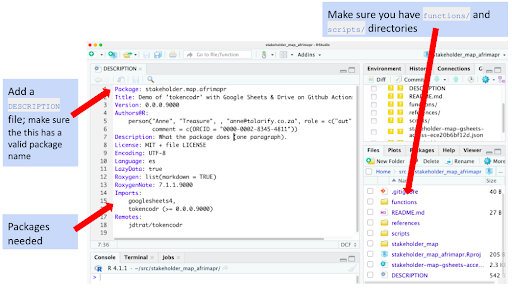 Make sure you have functions/ and
scripts/ directories
Add a
DESCRIPTION
file; make sure
the this has a
valid package
name
Packages
needed
stakeholder_map_afrimapr - RStudio
Go to file/function
Addins
DESCRIPTION
Package: stakeholder.map.afrimapr
Title: Demo of 'tokencodr' with Google Sheets & Drive on Github Action
Version: 0.0.0.9000
Authors@R:
person("Anne", "Treasure", , "anne@talarify.co.za", role = c("aut"
comment = c(ORCID = "0000-0002-8345-4811"))
Description: What the package does (one paragraph).
License: MIT + file LICENSE
Encoding: UTF-8
Language: es
LazyData: true
Roxygen: list(markdown = TRUE)
RoxygenNote: 7.1.1.9000
Imports:
googlesheets4,
tokencodr (>= 0.0.0.9000)
Remotes:
jdtrat/tokencodr
7:36
DCF
Console
Terminal
Jobs
R 4.1.1 · ~/src/stakeholder_map_afrimapr/
>
Environment
History
Connections
Diff
Commit
DESCRIPTION
README.md
functions/
references/
scripts/
stakeholder-map-gsheets-
access-ece20b6bf12d.json
Files
Plots
Packages
Help
Viewer
New Folder
Delete
Rename
More
Home
src
stakeholder_map_afrimapr
Name
.gitignore
40 B
functions
README.md
27 B
references
scripts
stakeholder_map
stakeholder_map_afrimapr.Rproj
205 B
stakeholder-map-gsheets-acce...
2.3 K
DESCRIPTION
542